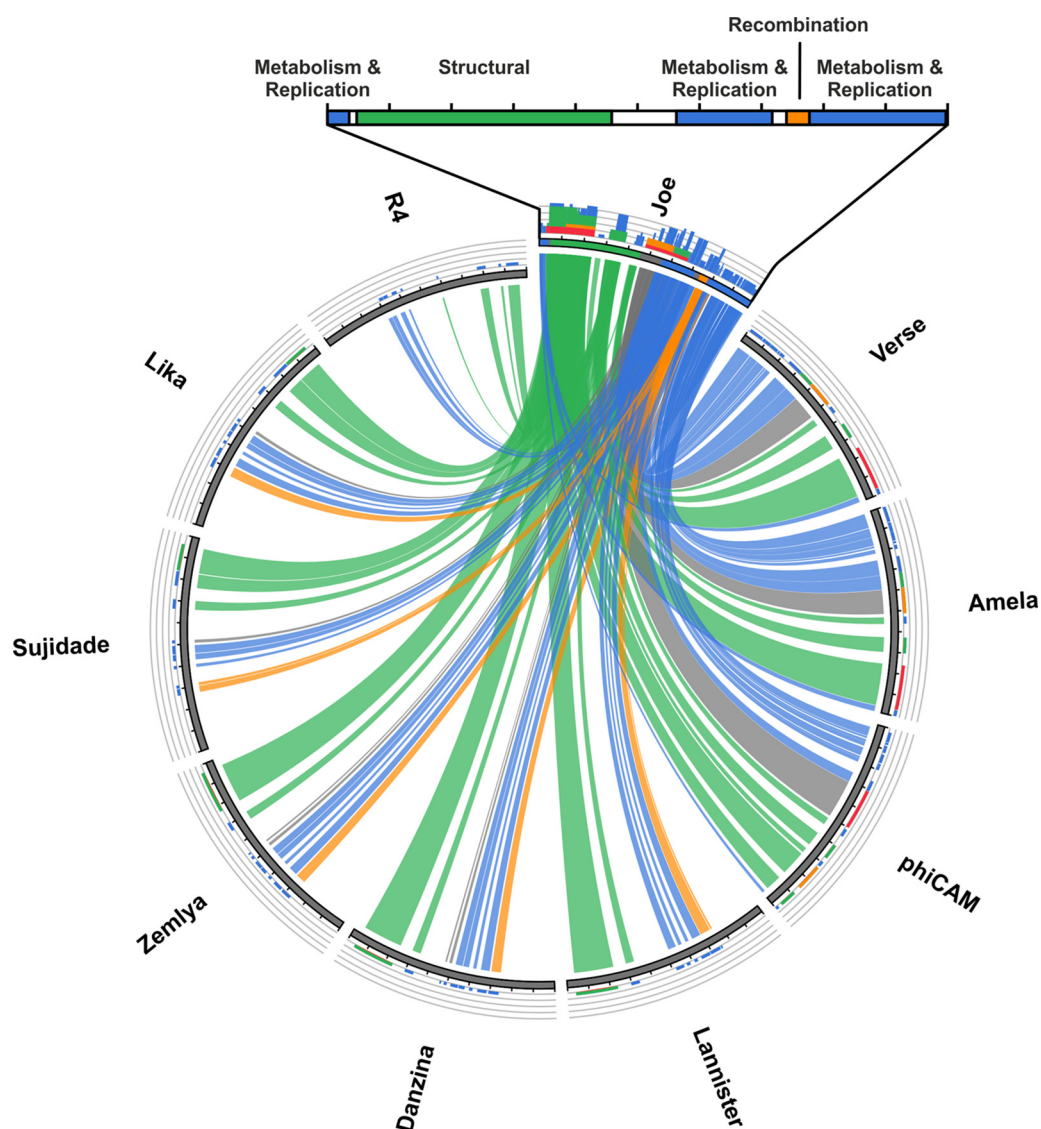 Recombination
Metabolism &
Replication
Structural
Metabolism &
Replication
Metabolism &
Replication
R4
Joe
Lika
Verse
Sujidade
Amela
Zemlya
phiCAM
Danzina
Lannister